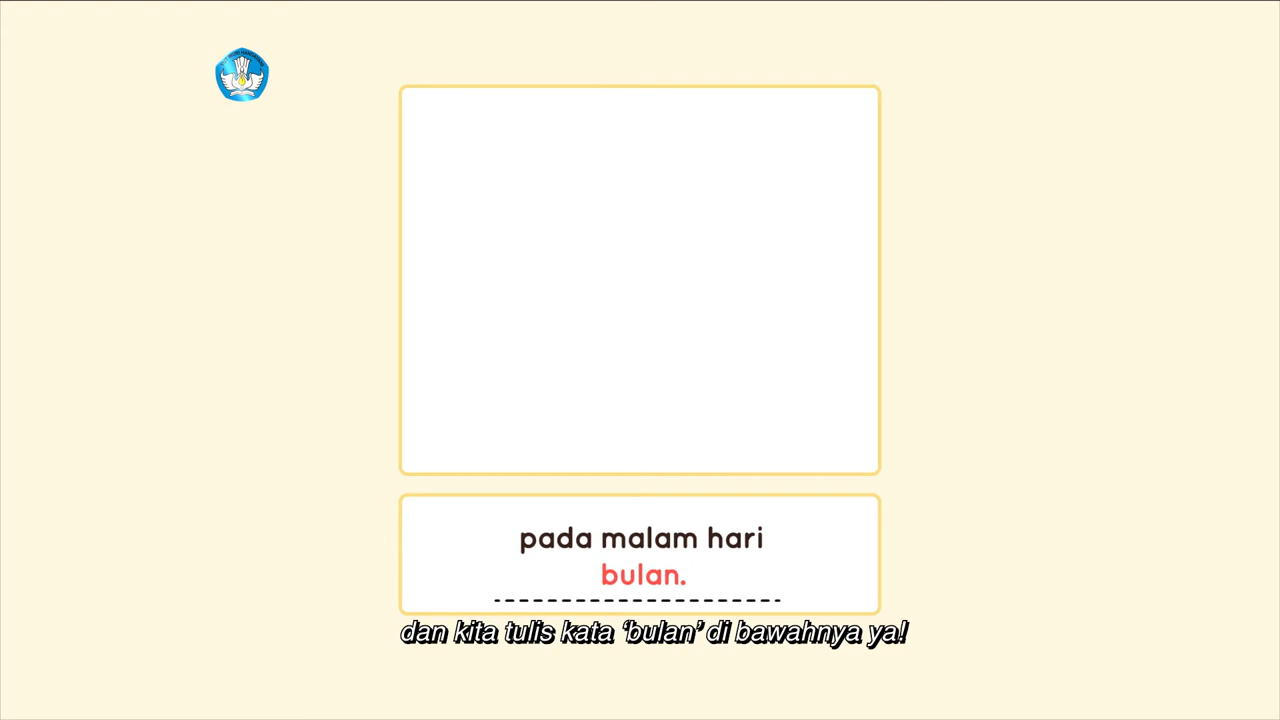 pada malam hari
bulan.
dan kita tulis kata ‘bulan’ di bawahnya ya!